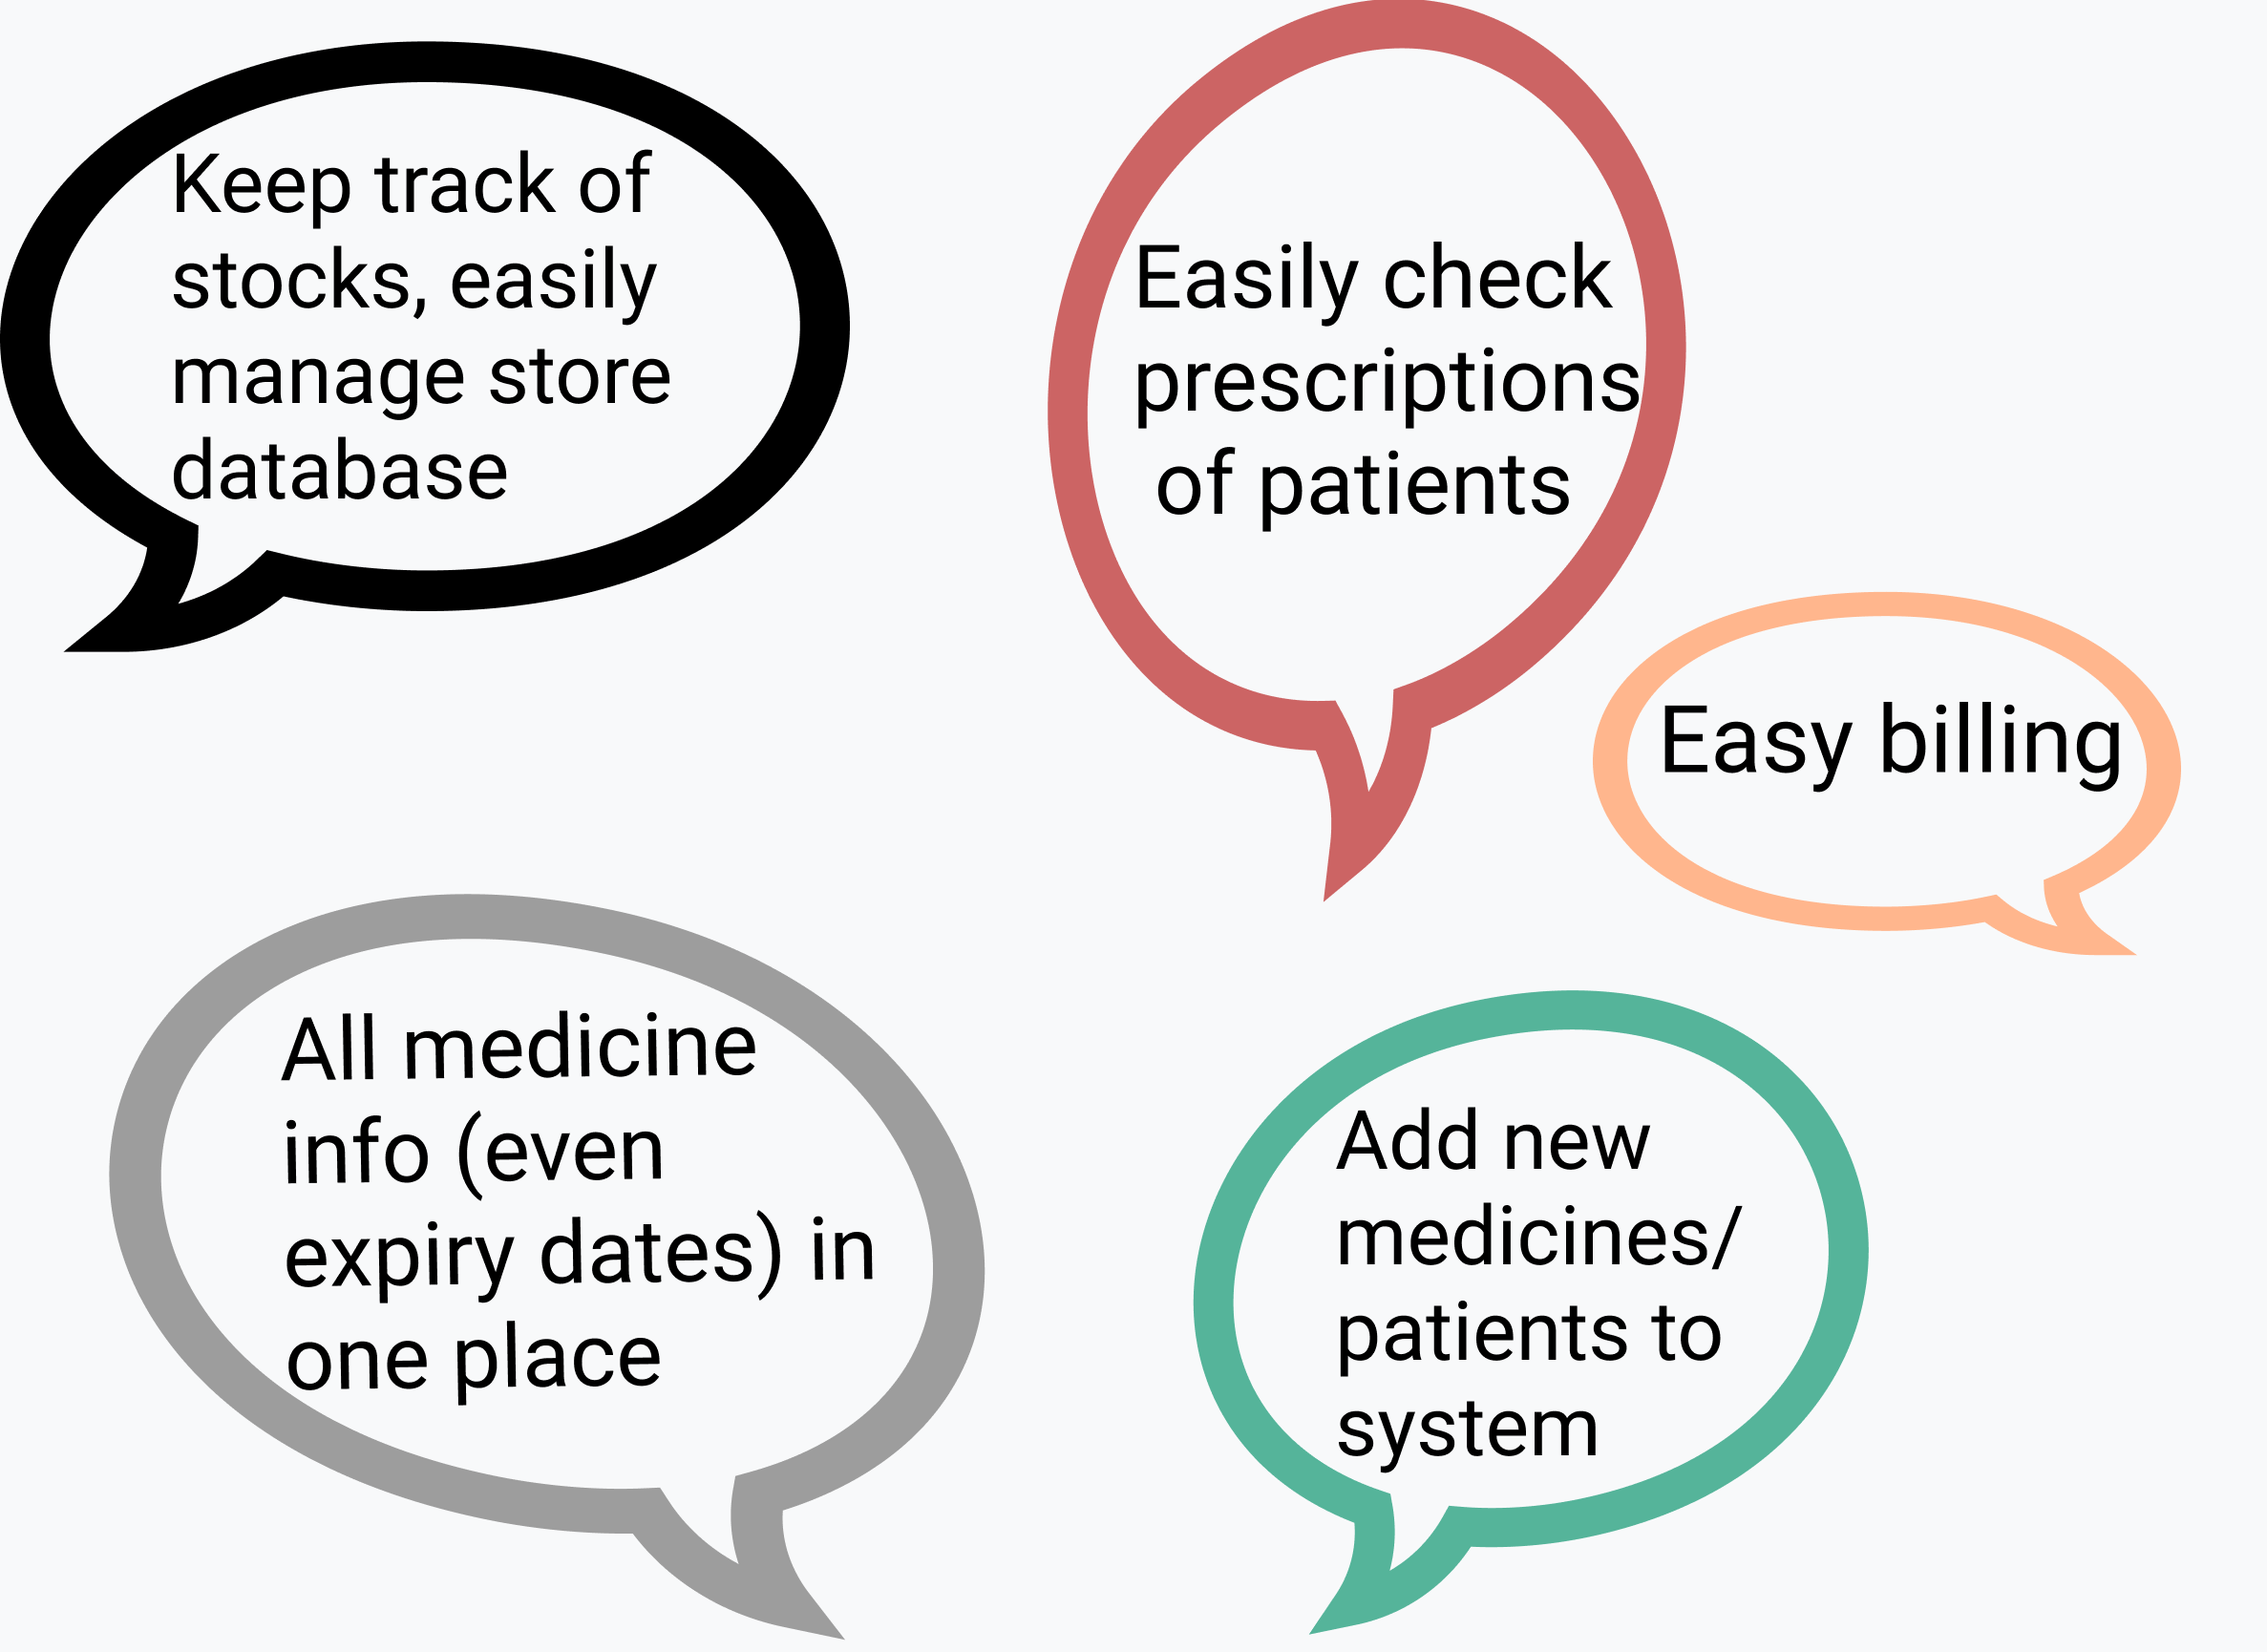 Keep track of
stocks, easily
manage store
database
Easily check
prescriptions
of patients
Easy billing
All medicine
info (even
expiry dates) in
one place
Add new
medicines/
patients to
system